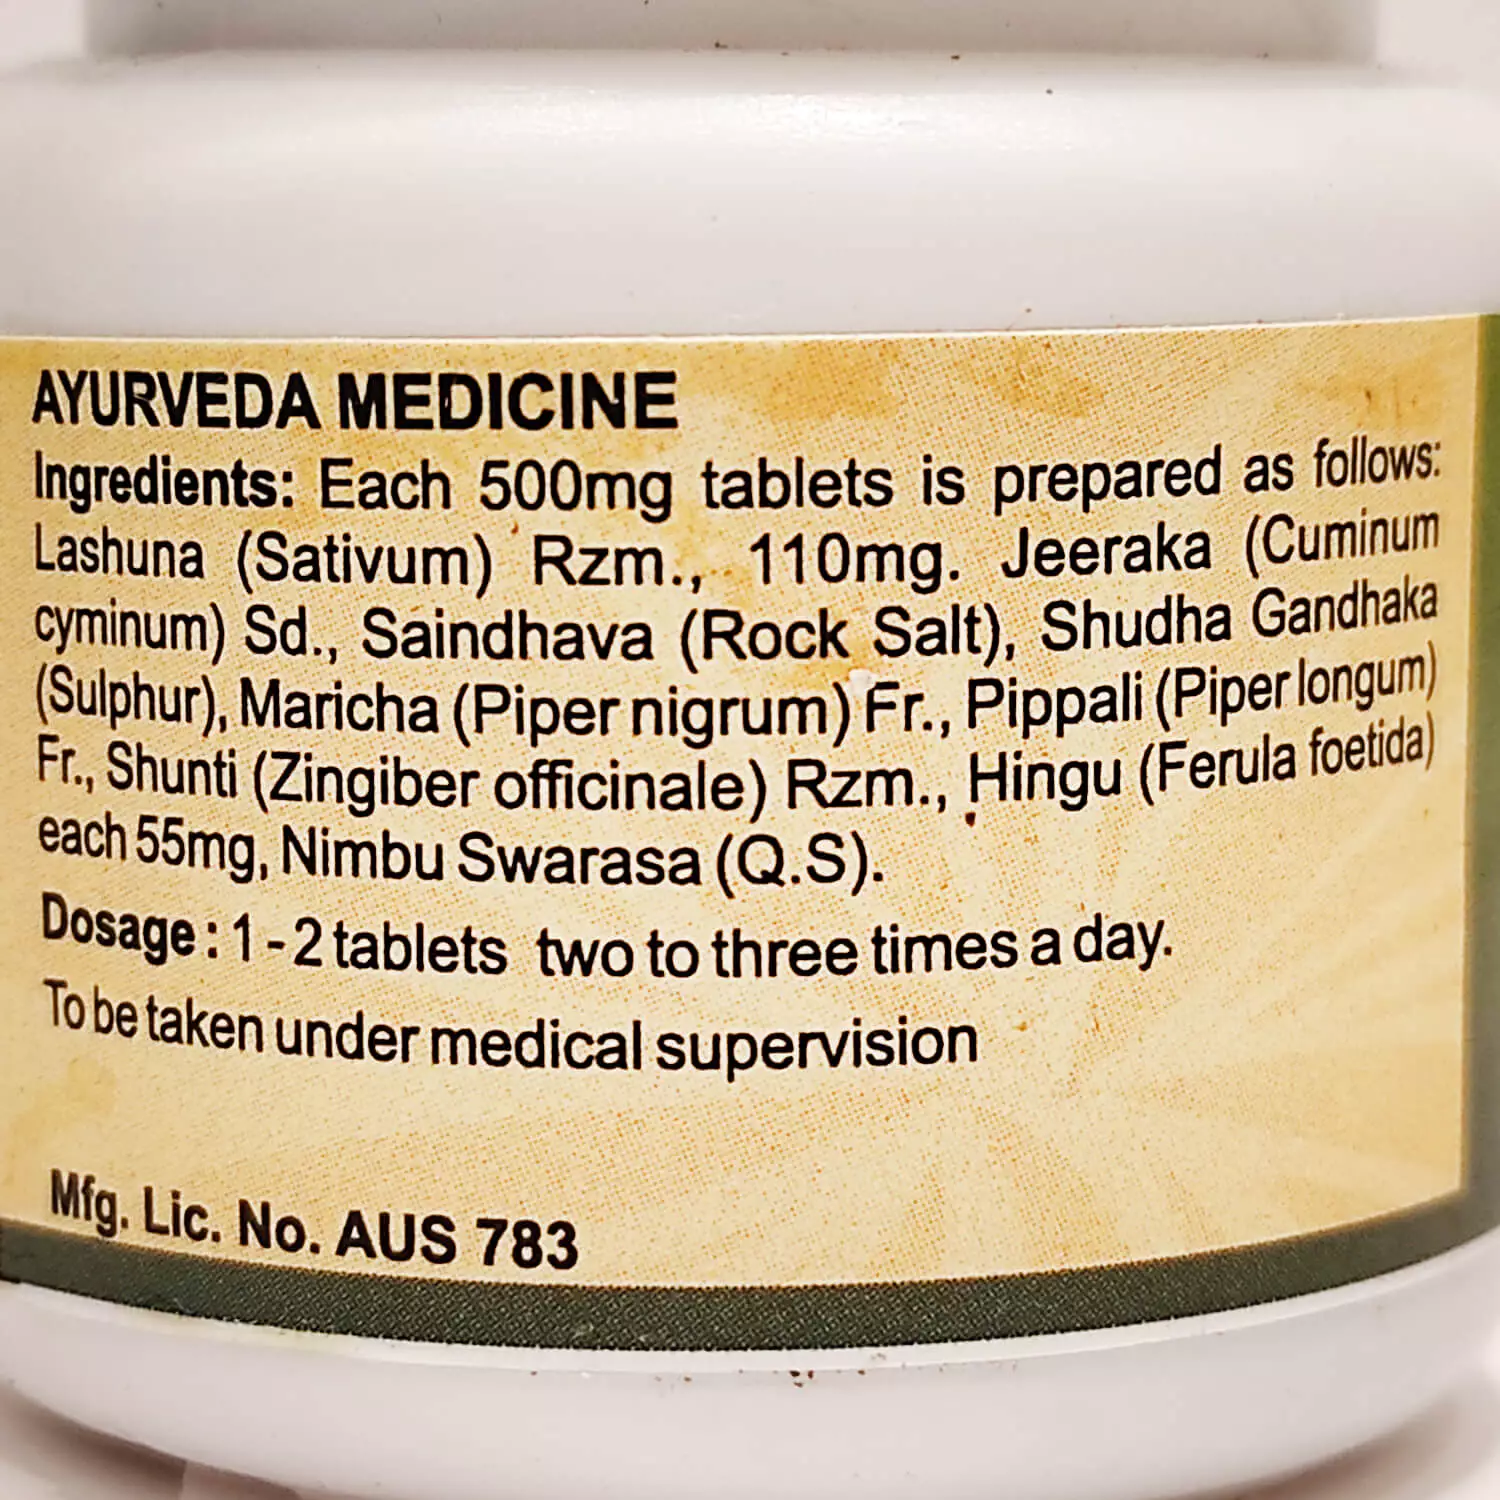 AYURVEDA MEDICINE
Ingredients: Each 500mg tablets is prepared as follows:
Lashuna (Sativum) Rzm., 110mg. Jeeraka (Cuminum
cyminum) Sd., Saindhava (Rock Salt), Shudha Gandhaka
(Sulphur), Maricha (Piper nigrum) Fr., Pippali (Piper longum)
Fr., Shunti (Zingiber officinale) Rzm., Hingu (Ferula foetida)
each 55mg, Nimbu Swarasa (Q.S).
Dosage : 1 - 2 tablets two to three times a day.
To be taken under medical supervision
Mfg. Lic. No. AUS 783